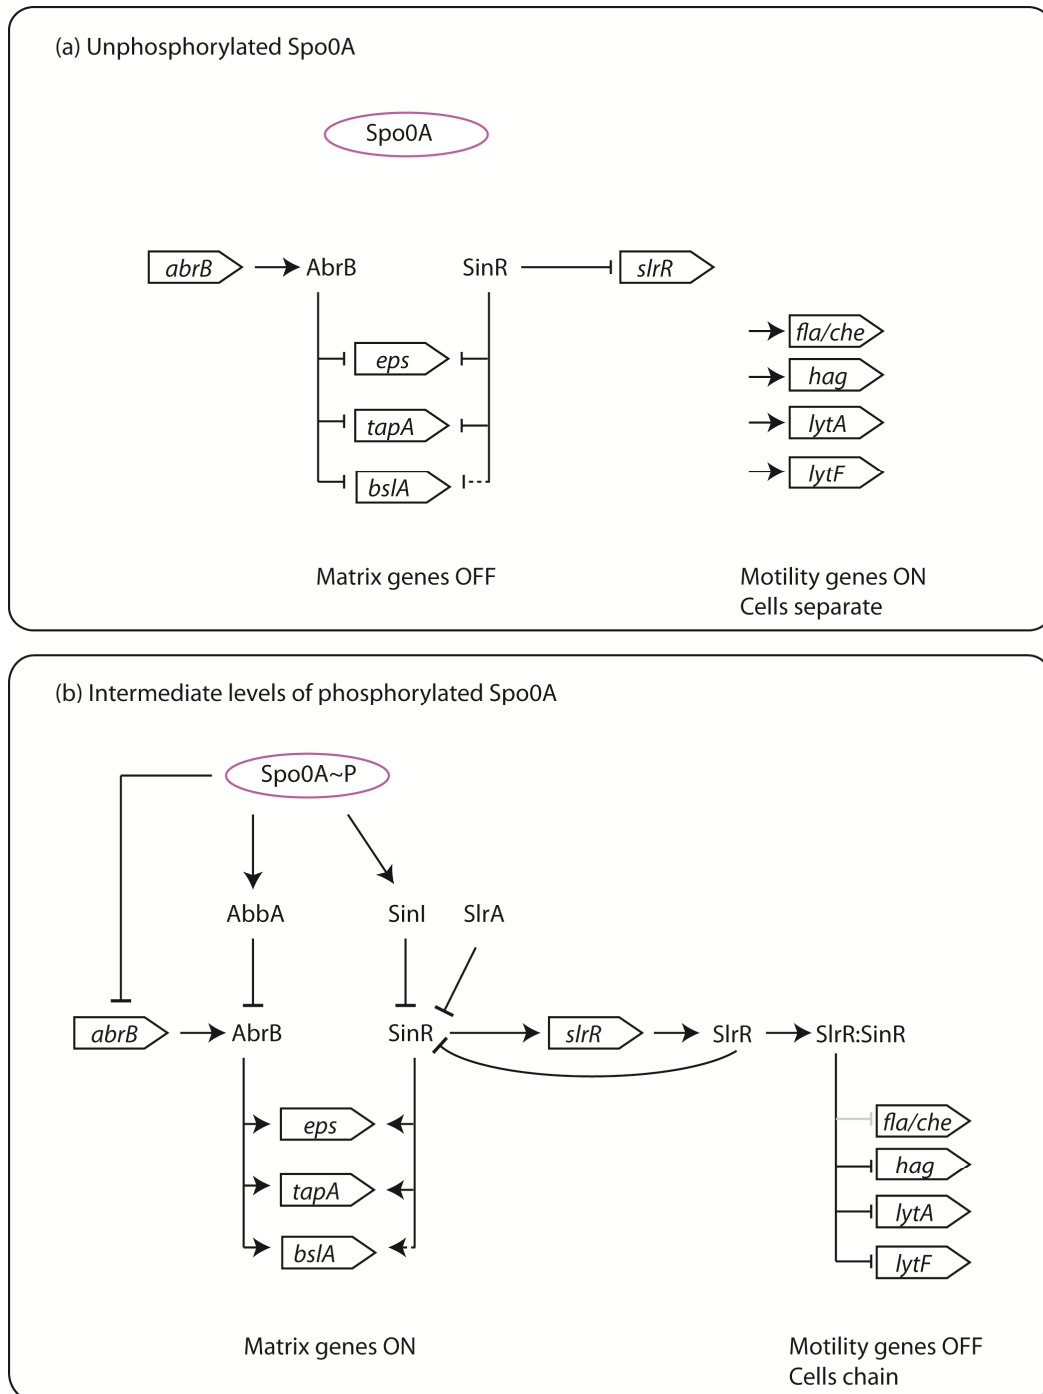 (a) Unphosphorylated Spo0A
Spo0A
abrB AbrB SinR slrR
fla/che
eps
hag
tapA
lytA
bslA
lytF
Matrix genes OFF
Motility genes ON
Cells separate
(b) Intermediate levels of phosphorylated Spo0A
Spo0A~P
AbbA SinI SlrA
abrB AbrB SinR slrR SlrR SlrR:SinR
eps
fla/che
hag
tapA
lytA
bslA
lytF
Matrix genes ON
Motility genes OFF
Cells chain